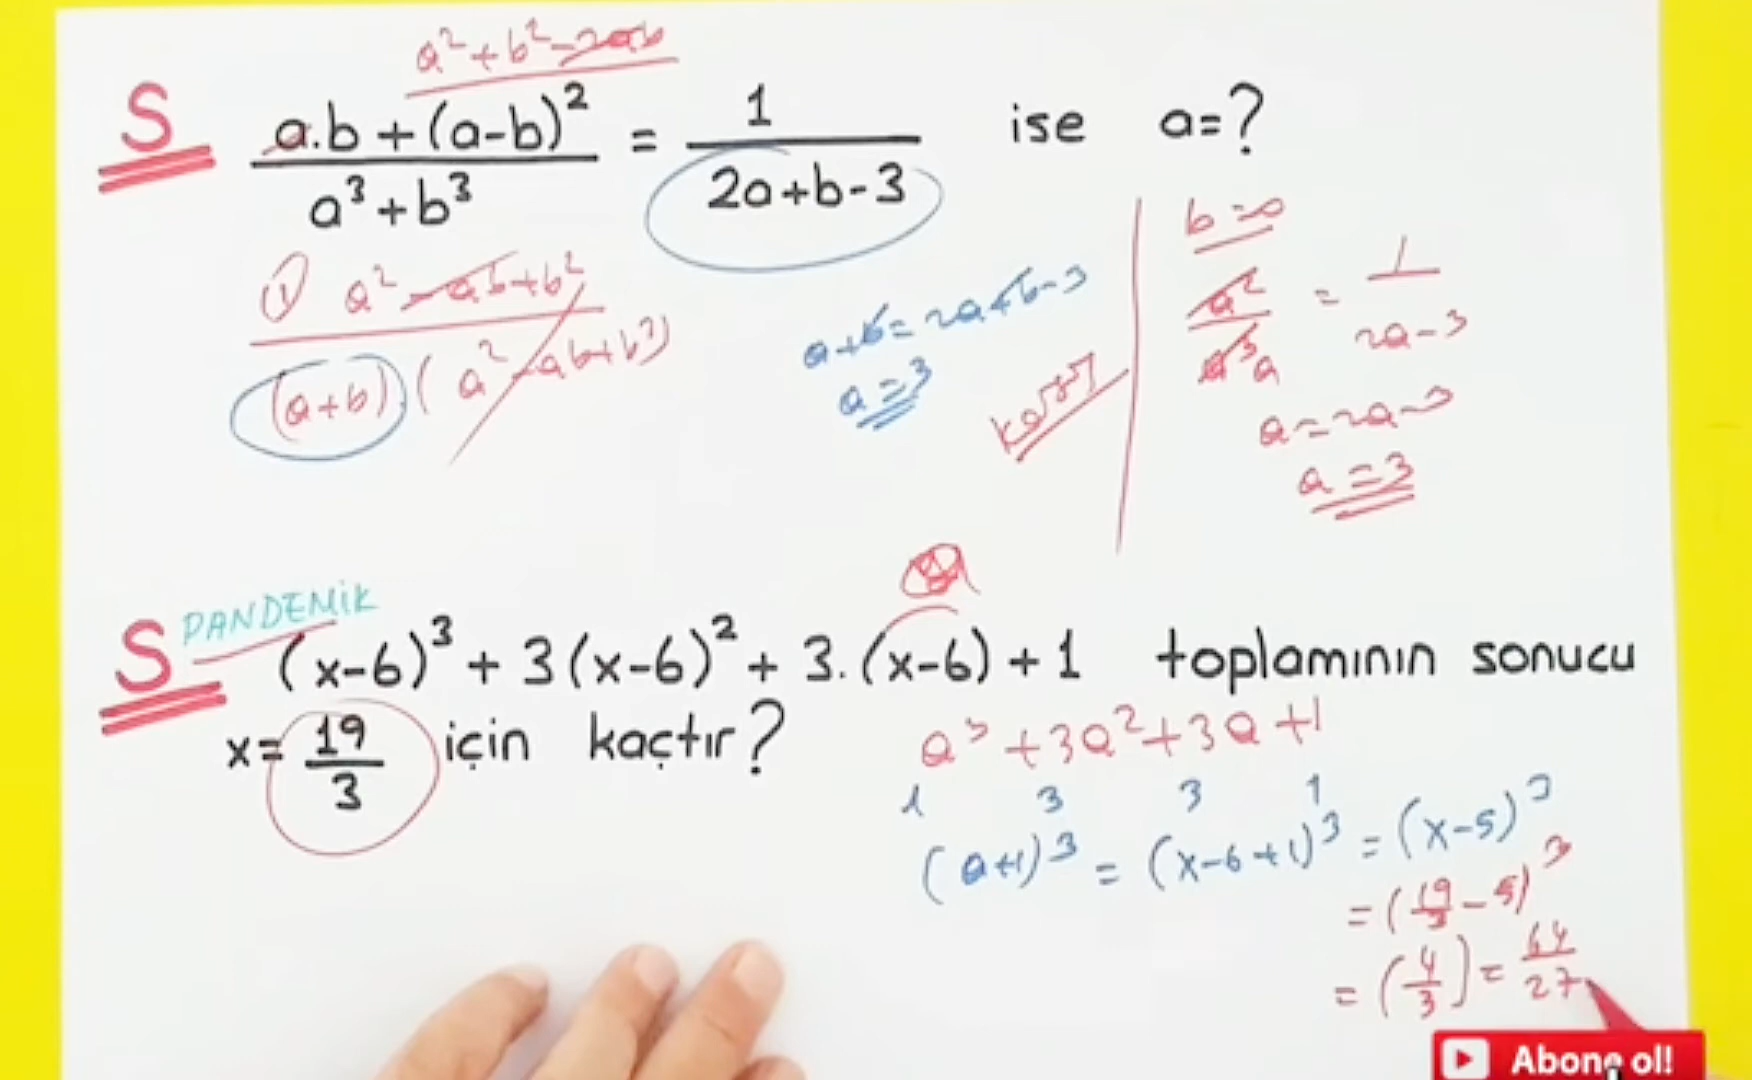 a² + b² - 2ab
S a.b + (a-b)² / a³ + b³ = 1 / 2a+b-3 ise a=?
① a² - ab + b² / (a+b)(a² - ab + b²)
a+b = 2a+b-3
a = 3
b = 0
a² / a³ a = 1 / 2a-3
a = 2a-3
a = 3
S PANDEMİK
(x-6)³ + 3(x-6)² + 3.(x-6) + 1 toplamının sonucu
x = 19/3 için kaçtır?
a³ + 3a² + 3a + 1
1 3 3 1
(a+1)³ = (x-6+1)³ = (x-5)³
= (19/3 - 5)³
= (4/3) = 64/27
Abone ol!